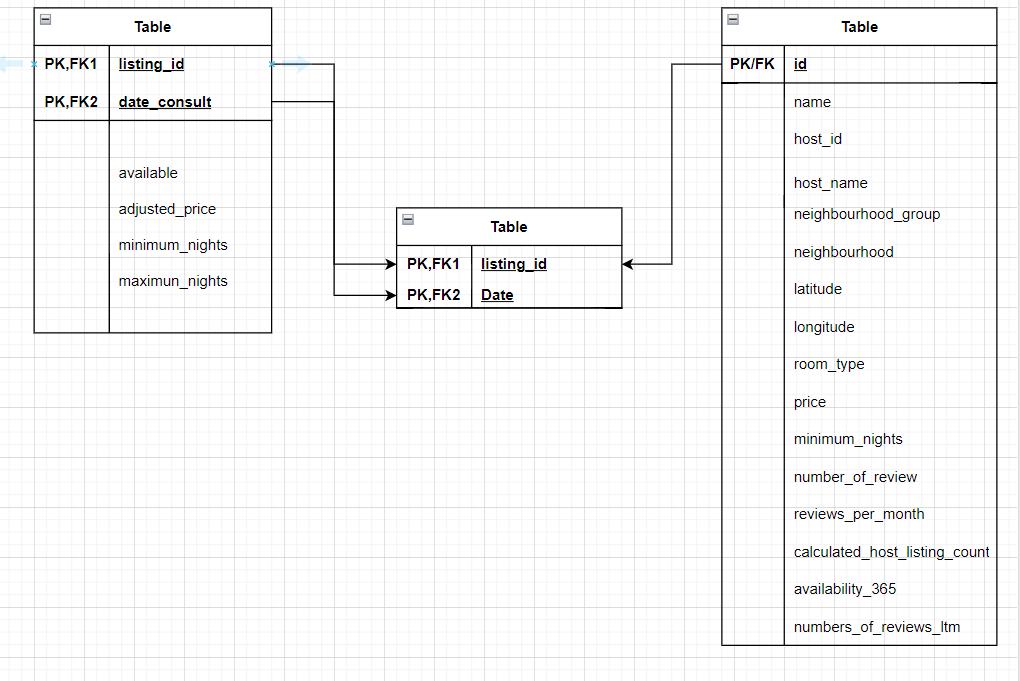 Table
PK,FK1 listing_id
PK,FK2 date_consult
available
adjusted_price
minimum_nights
maximun_nights
Table
PK,FK1 listing_id
PK,FK2 Date
Table
PK/FK id
name
host_id
host_name
neighbourhood_group
neighbourhood
latitude
longitude
room_type
price
minimum_nights
number_of_review
reviews_per_month
calculated_host_listing_count
availability_365
numbers_of_reviews_ltm